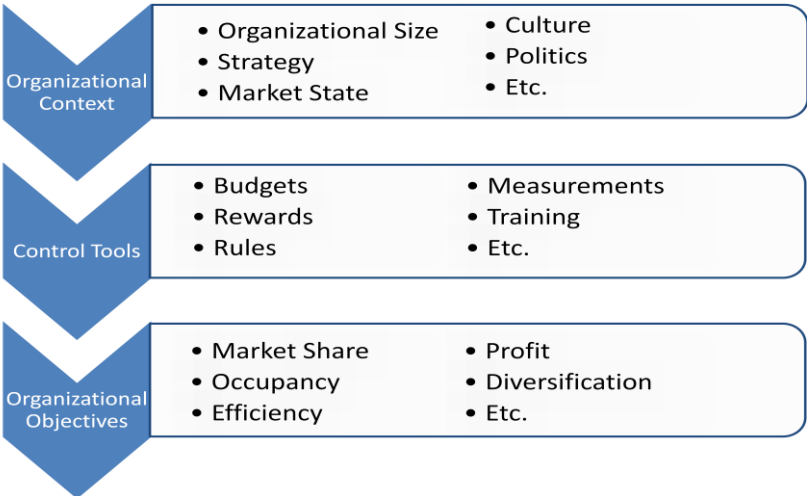 Organizational
Context
• Organizational Size
• Strategy
• Market State
• Culture
• Politics
• Etc.
Control Tools
• Budgets
• Rewards
• Rules
• Measurements
• Training
• Etc.
Organizational
Objectives
• Market Share
• Occupancy
• Efficiency
• Profit
• Diversification
• Etc.